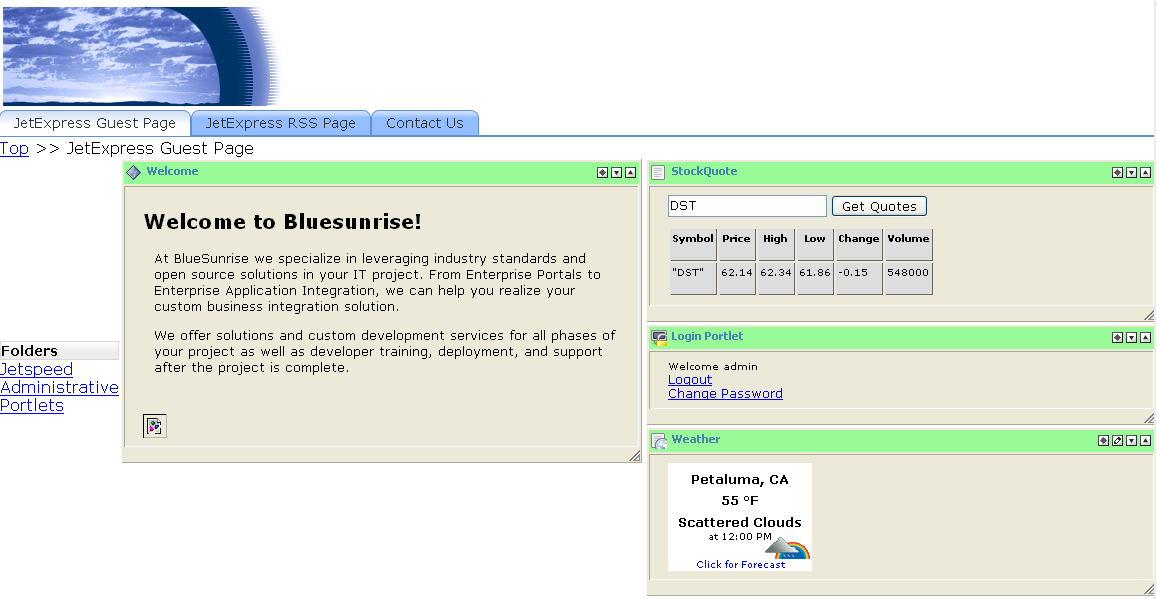 JetExpress Guest Page JetExpress RSS Page Contact Us
Top >> JetExpress Guest Page
Folders
Jetspeed
Administrative
Portlets
Welcome
Welcome to Bluesunrise!
At BlueSunrise we specialize in leveraging industry standards and
open source solutions in your IT project. From Enterprise Portals to
Enterprise Application Integration, we can help you realize your
custom business integration solution.
We offer solutions and custom development services for all phases of
your project as well as developer training, deployment, and support
after the project is complete.
StockQuote
DST Get Quotes
Symbol Price High Low Change Volume
"DST" 62.14 62.34 61.86 -0.15 548000
Login Portlet
Welcome admin
Logout
Change Password
Weather
Petaluma, CA
55 °F
Scattered Clouds
at 12:00 PM
Click for Forecast